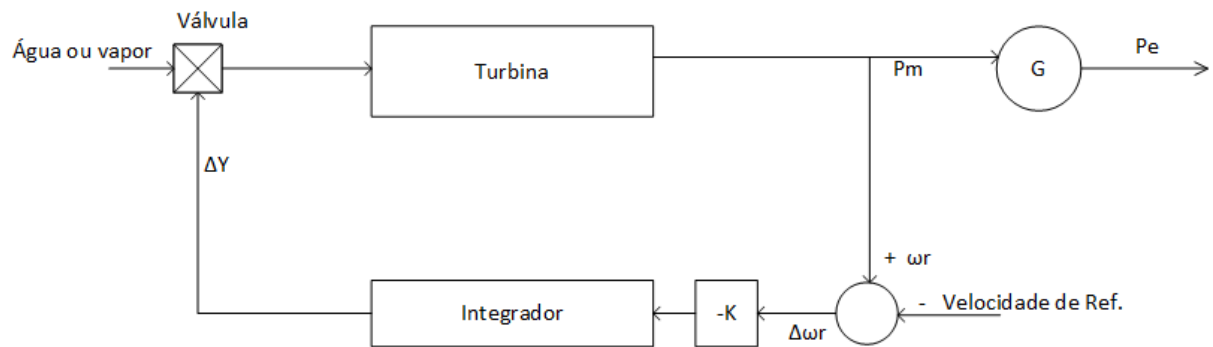 Válvula
Água ou vapor
Turbina
G
Pe
Pm
ΔY
+ ωr
Integrador
-K
Δωr
- Velocidade de Ref.